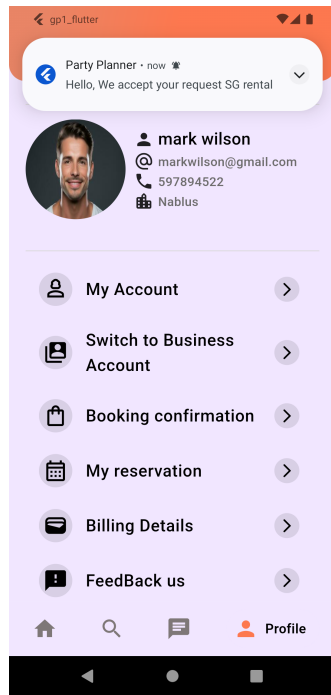 gp1_flutter
Party Planner • now
Hello, We accept your request SG rental
mark wilson
markwilson@gmail.com
597894522
Nablus
My Account
Switch to Business
Account
Booking confirmation
My reservation
Billing Details
FeedBack us
Profile